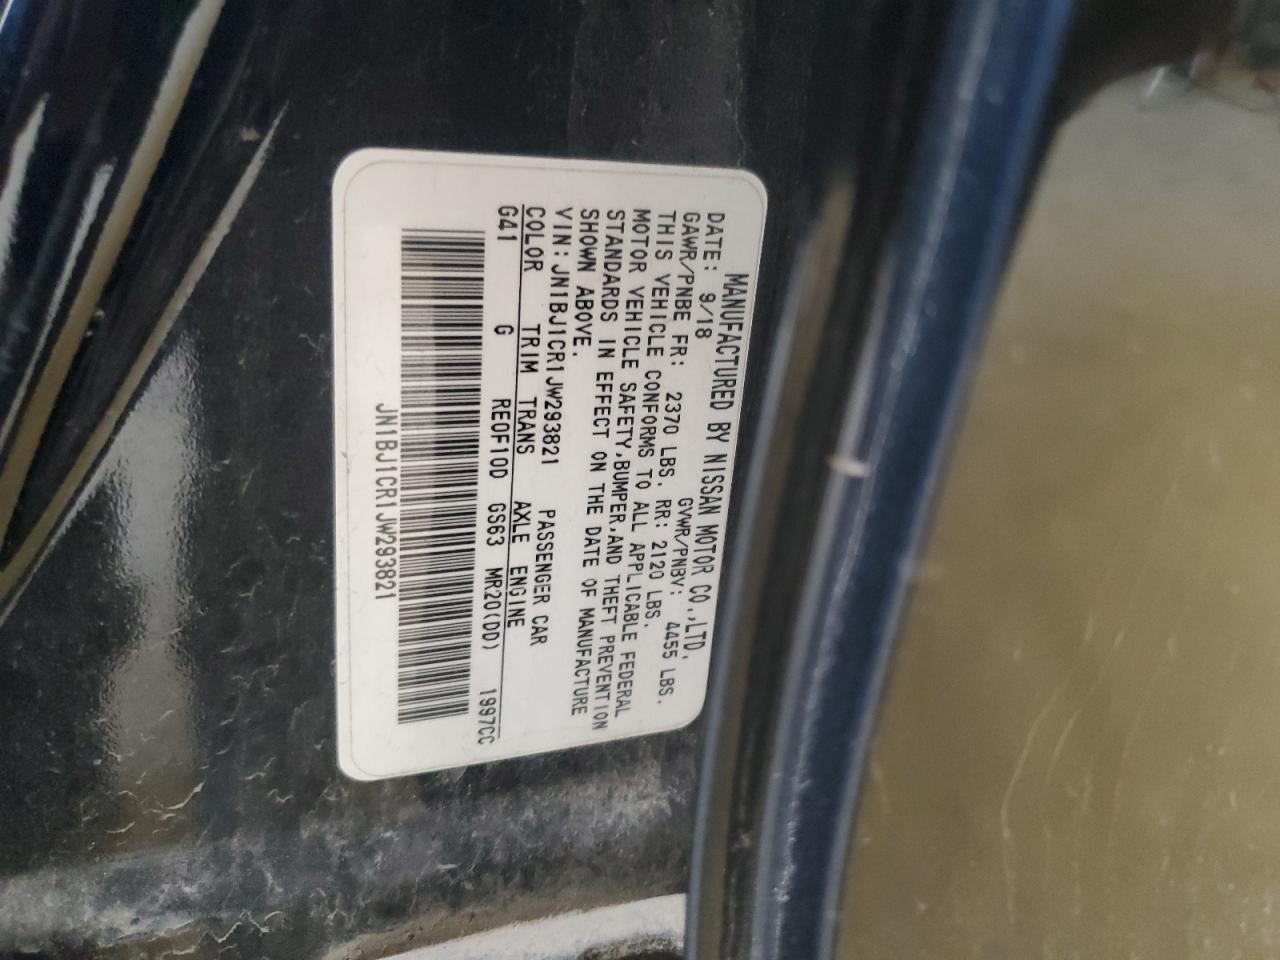 MANUFACTURED BY NISSAN MOTOR CO.,LTD.
DATE: 9/18 GVWR/PNBV: 4455 LBS.
GAWR/PNBE FR: 2370 LBS. RR: 2120 LBS.
THIS VEHICLE CONFORMS TO ALL APPLICABLE FEDERAL
MOTOR VEHICLE SAFETY,BUMPER,AND THEFT PREVENTION
STANDARDS IN EFFECT ON THE DATE OF MANUFACTURE
SHOWN ABOVE.
VIN:JN1BJ1CR1JW293821 PASSENGER CAR
COLOR TRIM TRANS AXLE ENGINE
G41 G RE0F10D GS63 MR20(DD) 1997CC
JN1BJ1CR1JW293821